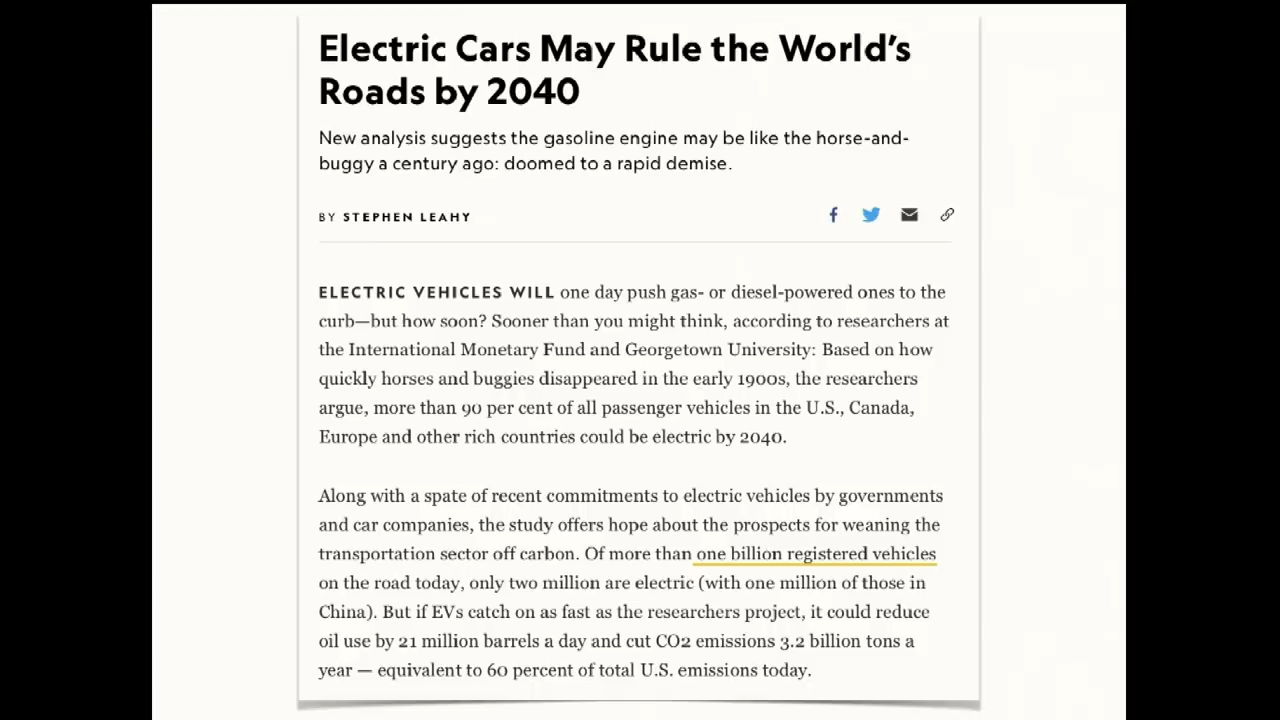 Electric Cars May Rule the World's
Roads by 2040
New analysis suggests the gasoline engine may be like the horse-and-
buggy a century ago: doomed to a rapid demise.
BY STEPHEN LEAHY
ELECTRIC VEHICLES WILL one day push gas- or diesel-powered ones to the
curb—but how soon? Sooner than you might think, according to researchers at
the International Monetary Fund and Georgetown University: Based on how
quickly horses and buggies disappeared in the early 1900s, the researchers
argue, more than 90 per cent of all passenger vehicles in the U.S., Canada,
Europe and other rich countries could be electric by 2040.
Along with a spate of recent commitments to electric vehicles by governments
and car companies, the study offers hope about the prospects for weaning the
transportation sector off carbon. Of more than one billion registered vehicles
on the road today, only two million are electric (with one million of those in
China). But if EVs catch on as fast as the researchers project, it could reduce
oil use by 21 million barrels a day and cut CO2 emissions 3.2 billion tons a
year — equivalent to 60 percent of total U.S. emissions today.